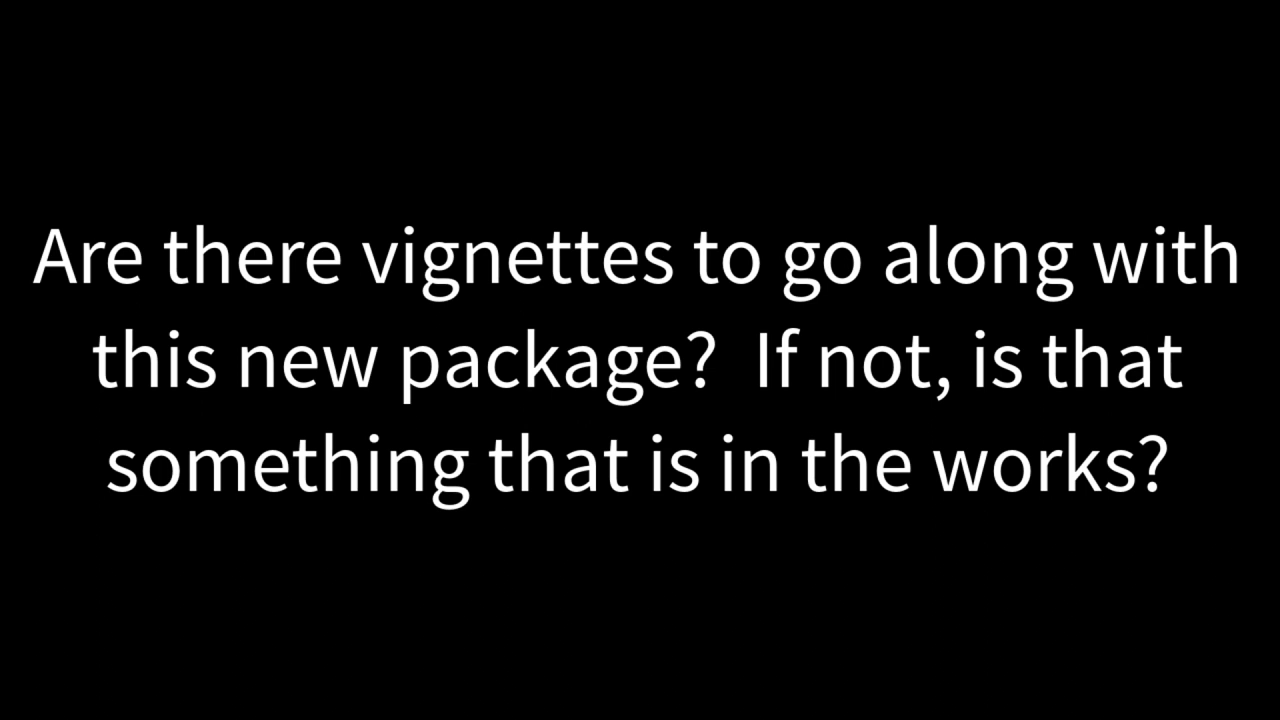 Are there vignettes to go along with
this new package?  If not, is that
something that is in the works?